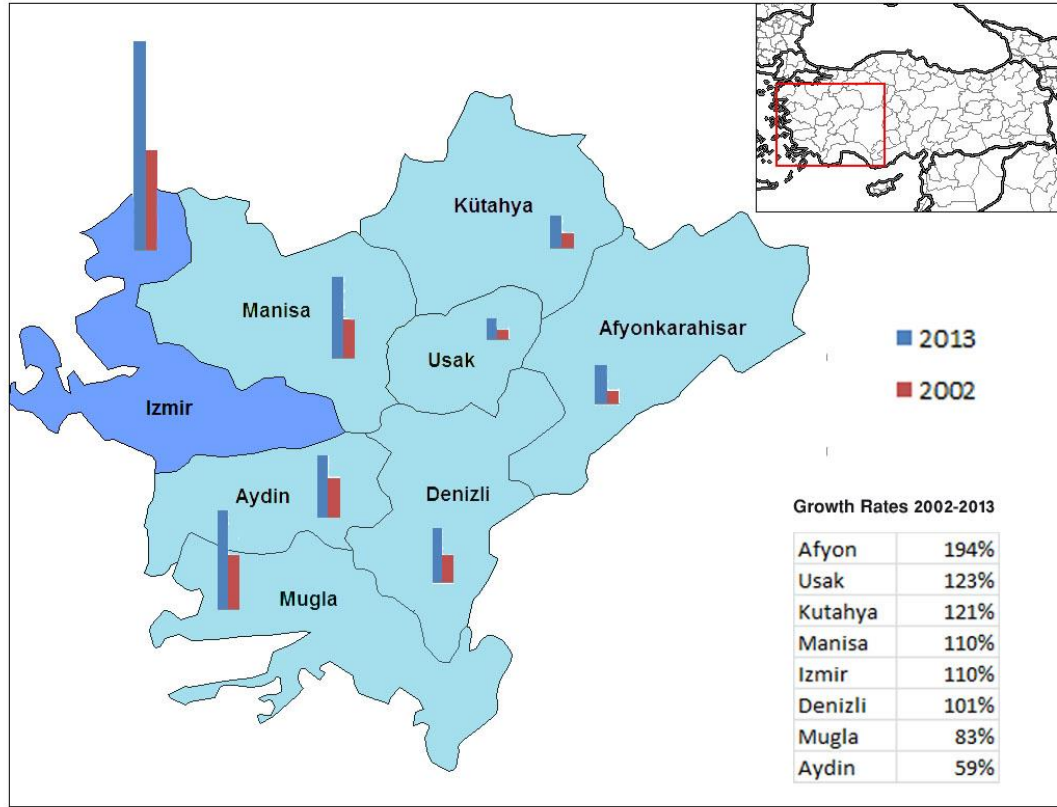 Kütahya
Manisa
Afyonkarahisar
Usak
Izmir
Aydin
Denizli
Mugla
2013
2002
Growth Rates 2002-2013
Afyon 194%
Usak 123%
Kutahya 121%
Manisa 110%
Izmir 110%
Denizli 101%
Mugla 83%
Aydin 59%